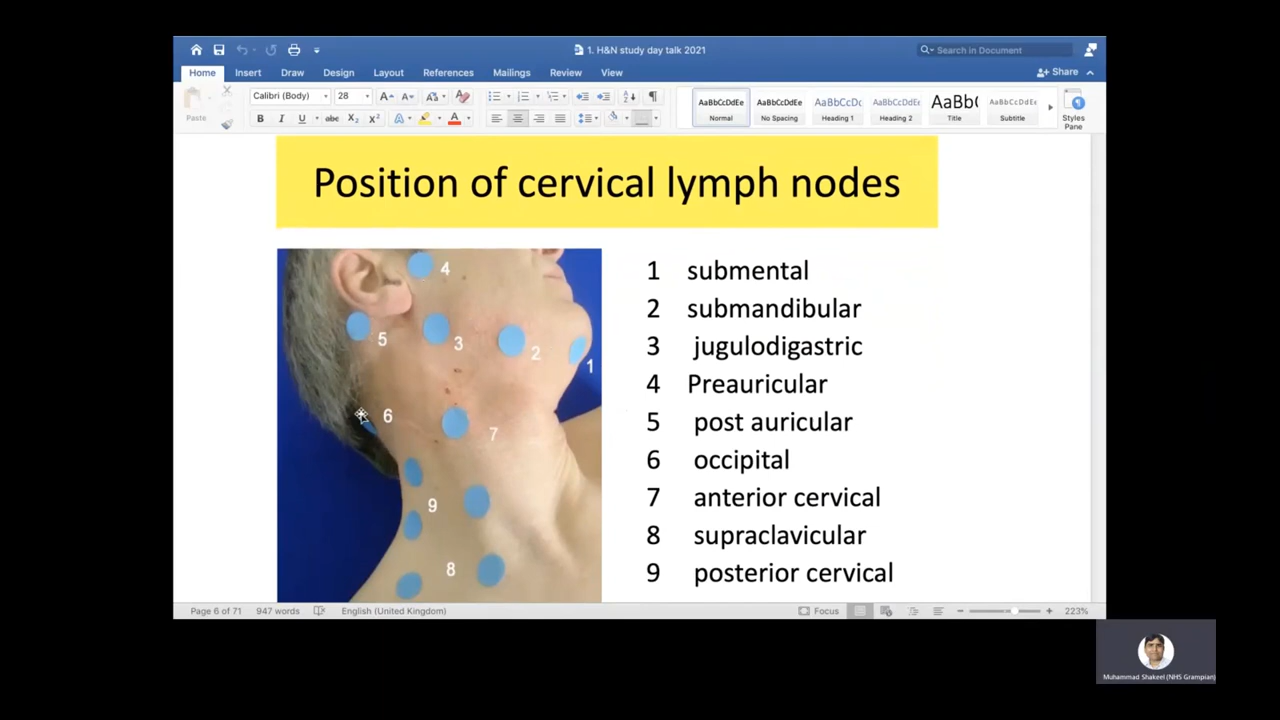 1. H&N study day talk 2021
Search in Document
Home Insert Draw Design Layout References Mailings Review View
Share
Paste
Calibri (Body) 28
AaBbCcDdEe AaBbCcDdEe AaBbCcDc AaBbCcDdEe AaBb( AaBbCcDdEe
Normal No Spacing Heading 1 Heading 2 Title Subtitle
Styles
Pane
Position of cervical lymph nodes
4
5
3
2
1
6
7
9
8
1 submental
2 submandibular
3 jugulodigastric
4 Preauricular
5 post auricular
6 occipital
7 anterior cervical
8 supraclavicular
9 posterior cervical
Page 6 of 71 947 words English (United Kingdom)
Focus
223%
Muhammad Shakeel (NHS Grampian)